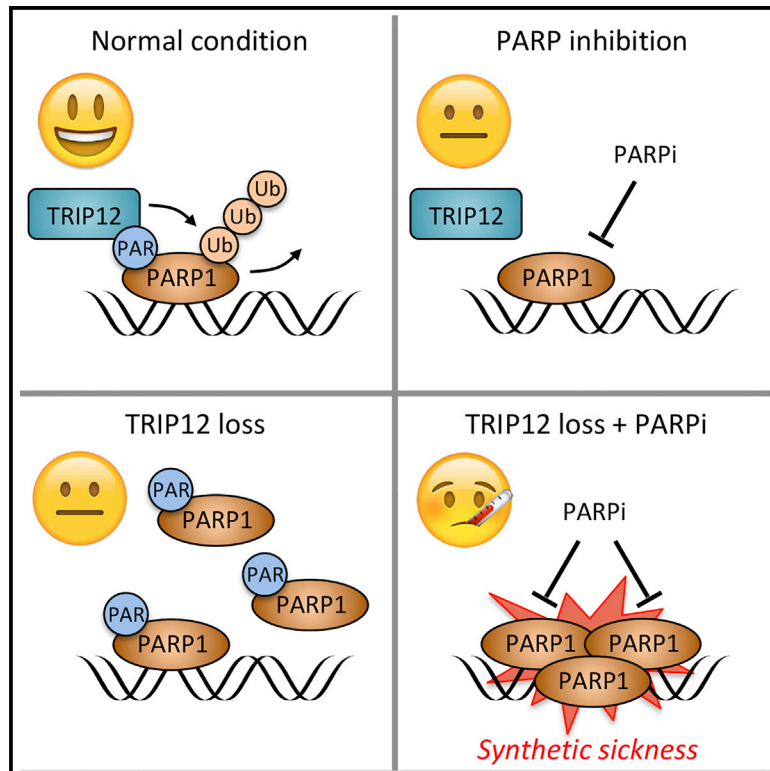 Normal condition
TRIP12
PAR
PARP1
Ub
Ub
Ub
PARP inhibition
PARPi
TRIP12
PARP1
TRIP12 loss
PAR
PARP1
PAR
PARP1
PAR
PARP1
TRIP12 loss + PARPi
PARPi
PARP1
PARP1
PARP1
Synthetic sickness